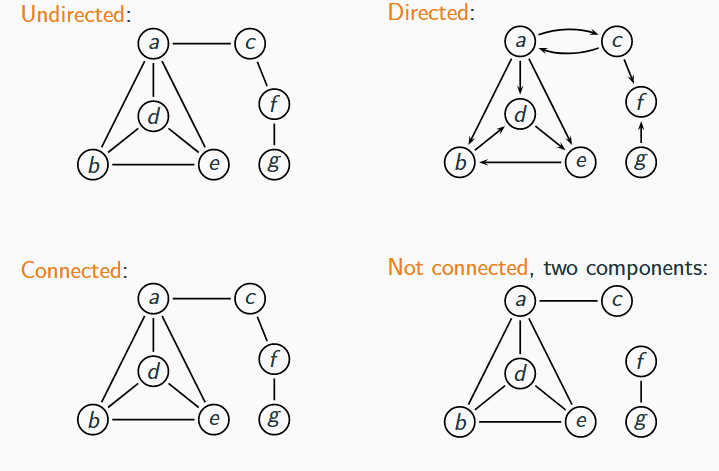 Undirected:
a c
f
d
b e g
Directed:
a c
f
d
b e g
Connected:
a c
f
d
b e g
Not connected, two components:
a c
f
d
b e g